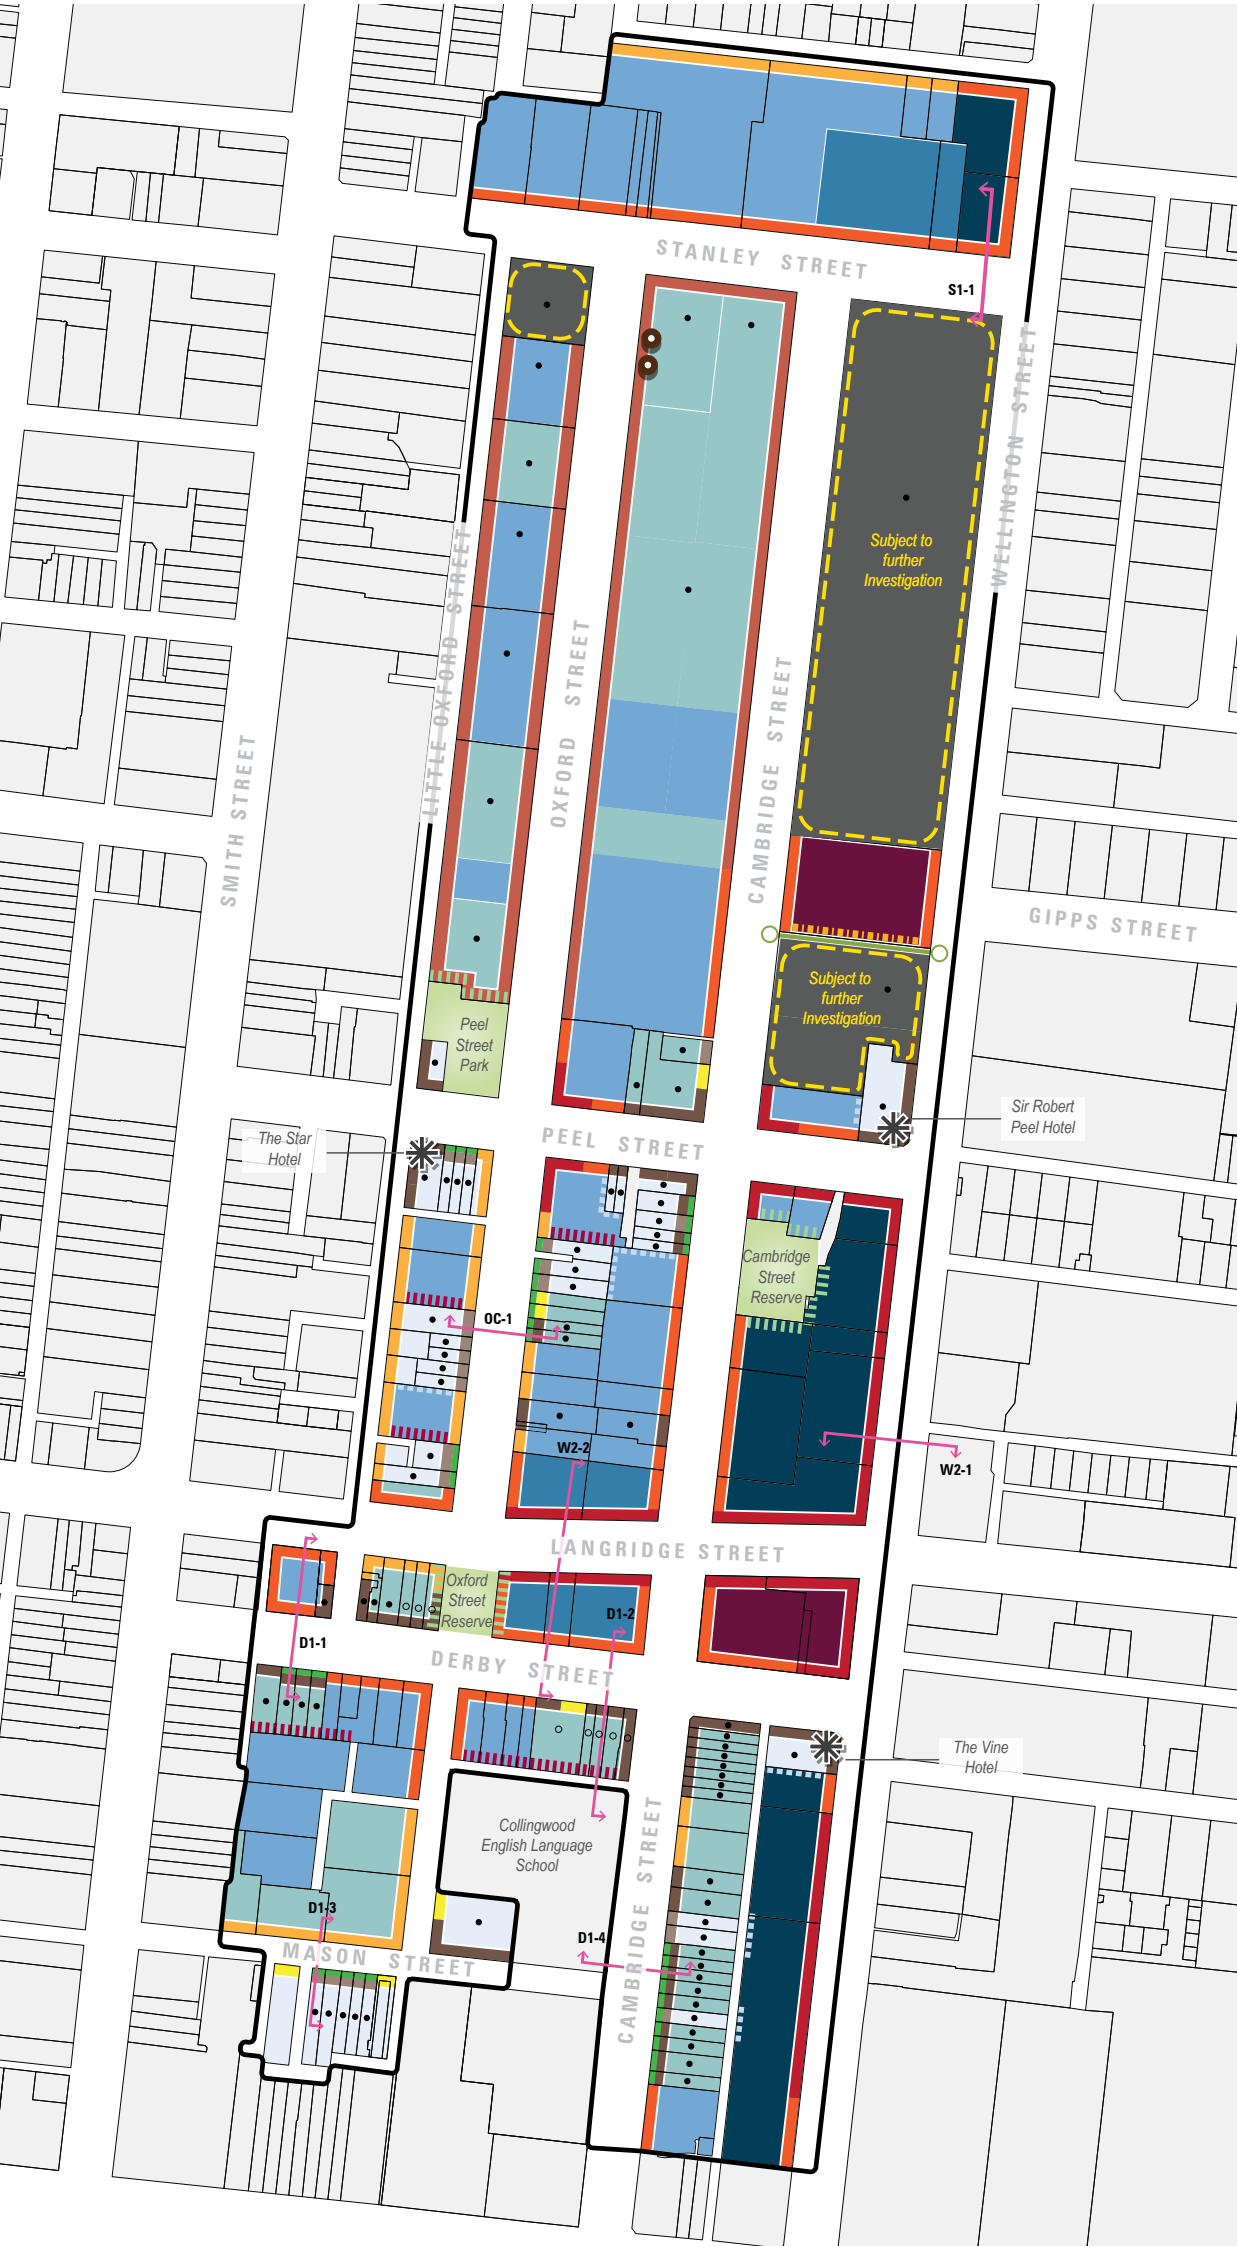 STANLEY STREET
S1-1
WELLINGTON STREET
Subject to
further
Investigation
LITTLE OXFORD STREET
OXFORD STREET
CAMBRIDGE STREET
SMITH STREET
GIPPS STREET
Subject to
further
Investigation
Peel
Street
Park
Sir Robert
Peel Hotel
PEEL STREET
The Star
Hotel
Cambridge
Street
Reserve
OC-1
W2-2
W2-1
LANGRIDGE STREET
Oxford
Street
Reserve
D1-2
D1-1
DERBY STREET
The Vine
Hotel
Collingwood
English Language
School
CAMBRIDGE STREET
D1-3
D1-4
MASON STREET